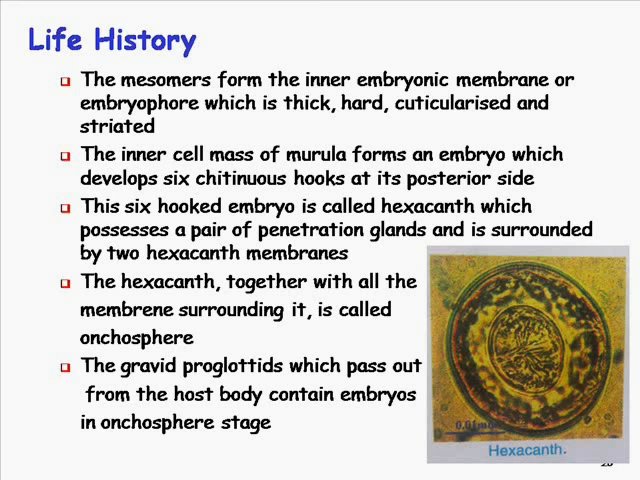 Life History
The mesomers form the inner embryonic membrane or
embryophore which is thick, hard, cuticularised and
striated
The inner cell mass of murula forms an embryo which
develops six chitinuous hooks at its posterior side
This six hooked embryo is called hexacanth which
possesses a pair of penetration glands and is surrounded
by two hexacanth membranes
The hexacanth, together with all the
membrene surrounding it, is called
onchosphere
The gravid proglottids which pass out
from the host body contain embryos
in onchosphere stage
Hexacanth.